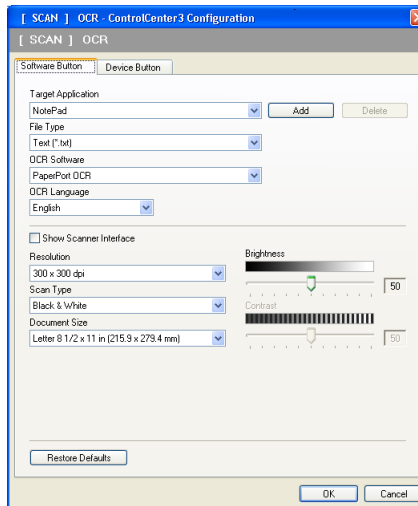 [ SCAN ]  OCR - ControlCenter3 Configuration
[ SCAN ]  OCR
Software Button  Device Button
Target Application
NotePad  Add  Delete
File Type
Text (*.txt)
OCR Software
PaperPort OCR
OCR Language
English
Show Scanner Interface
Resolution  Brightness
300 x 300 dpi  50
Scan Type
Black & White  Contrast
Document Size
Letter 8 1/2 x 11 in (215.9 x 279.4 mm)  50
Restore Defaults
OK  Cancel